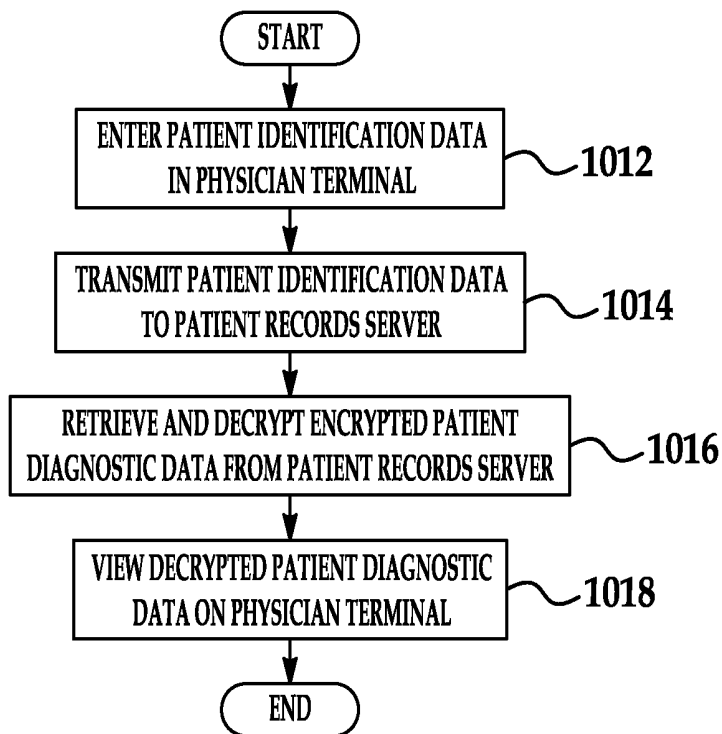 START
ENTER PATIENT IDENTIFICATION DATA
IN PHYSICIAN TERMINAL
1012
TRANSMIT PATIENT IDENTIFICATION DATA
TO PATIENT RECORDS SERVER
1014
RETRIEVE AND DECRYPT ENCRYPTED PATIENT
DIAGNOSTIC DATA FROM PATIENT RECORDS SERVER
1016
VIEW DECRYPTED PATIENT DIAGNOSTIC
DATA ON PHYSICIAN TERMINAL
1018
END